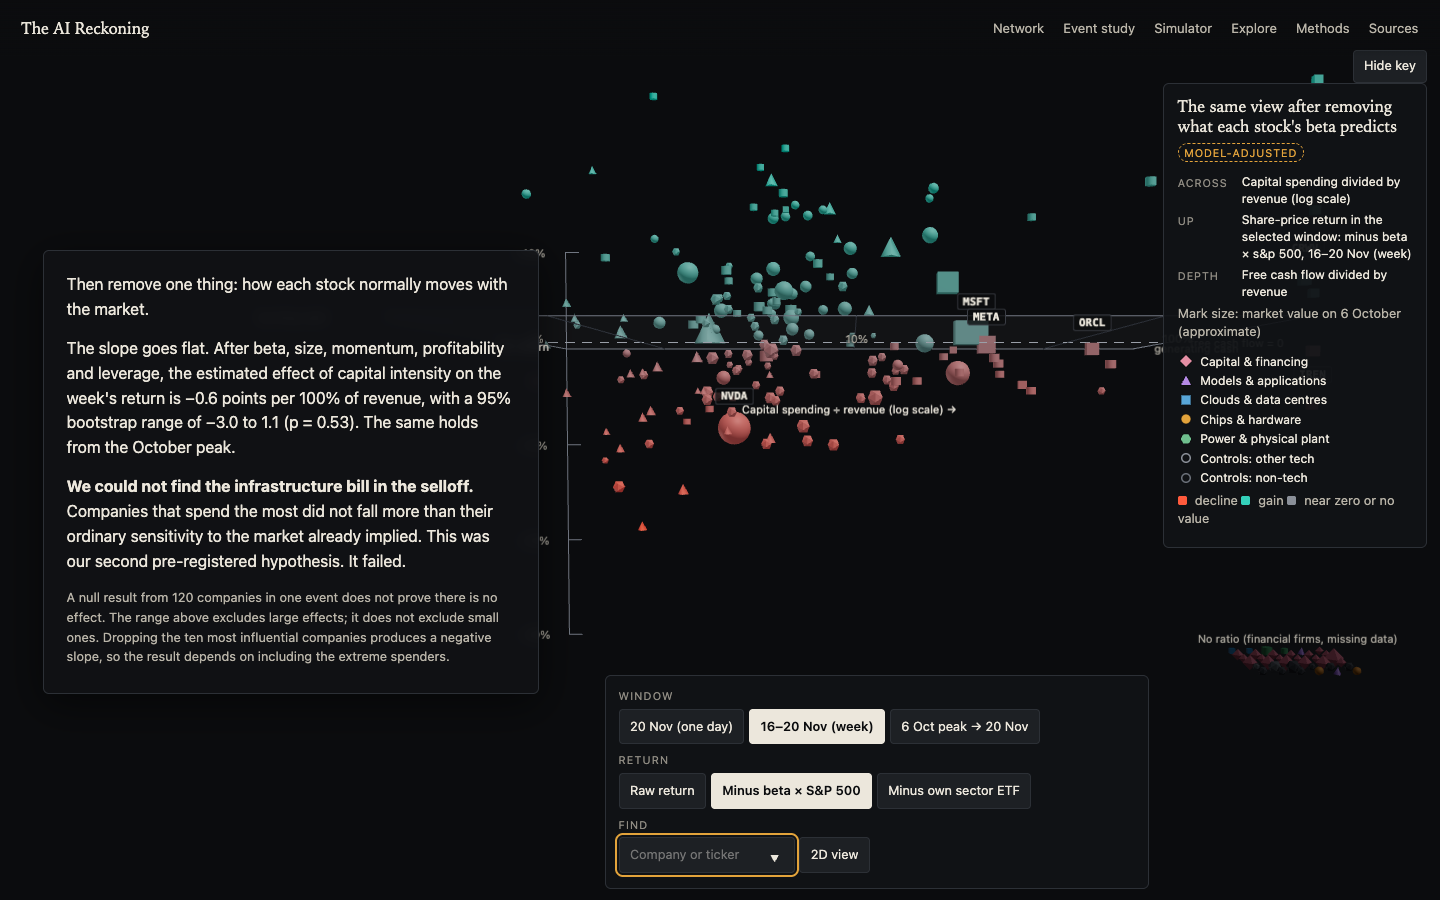 The AI Reckoning
Network
Event study
Simulator
Explore
Methods
Sources
Hide key
The same view after removing
what each stock's beta predicts
MODEL-ADJUSTED
ACROSS
Capital spending divided by
revenue (log scale)
UP
Share-price return in the
selected window: minus beta
× s&p 500, 16–20 Nov (week)
DEPTH
Free cash flow divided by
revenue
Mark size: market value on 6 October
(approximate)
Capital & financing
Models & applications
Clouds & data centres
Chips & hardware
Power & physical plant
Controls: other tech
Controls: non-tech
decline gain near zero or no
value
Then remove one thing: how each stock normally moves with
the market.
The slope goes flat. After beta, size, momentum, profitability
and leverage, the estimated effect of capital intensity on the
week's return is −0.6 points per 100% of revenue, with a 95%
bootstrap range of −3.0 to 1.1 (p = 0.53). The same holds
from the October peak.
We could not find the infrastructure bill in the selloff.
Companies that spend the most did not fall more than their
ordinary sensitivity to the market already implied. This was
our second pre-registered hypothesis. It failed.
A null result from 120 companies in one event does not prove there is no
effect. The range above excludes large effects; it does not exclude small
ones. Dropping the ten most influential companies produces a negative
slope, so the result depends on including the extreme spenders.
MSFT
META
ORCL
10%
NVDA
Capital spending ÷ revenue (log scale) →
No ratio (financial firms, missing data)
WINDOW
20 Nov (one day)
16–20 Nov (week)
6 Oct peak → 20 Nov
RETURN
Raw return
Minus beta × S&P 500
Minus own sector ETF
FIND
Company or ticker
2D view